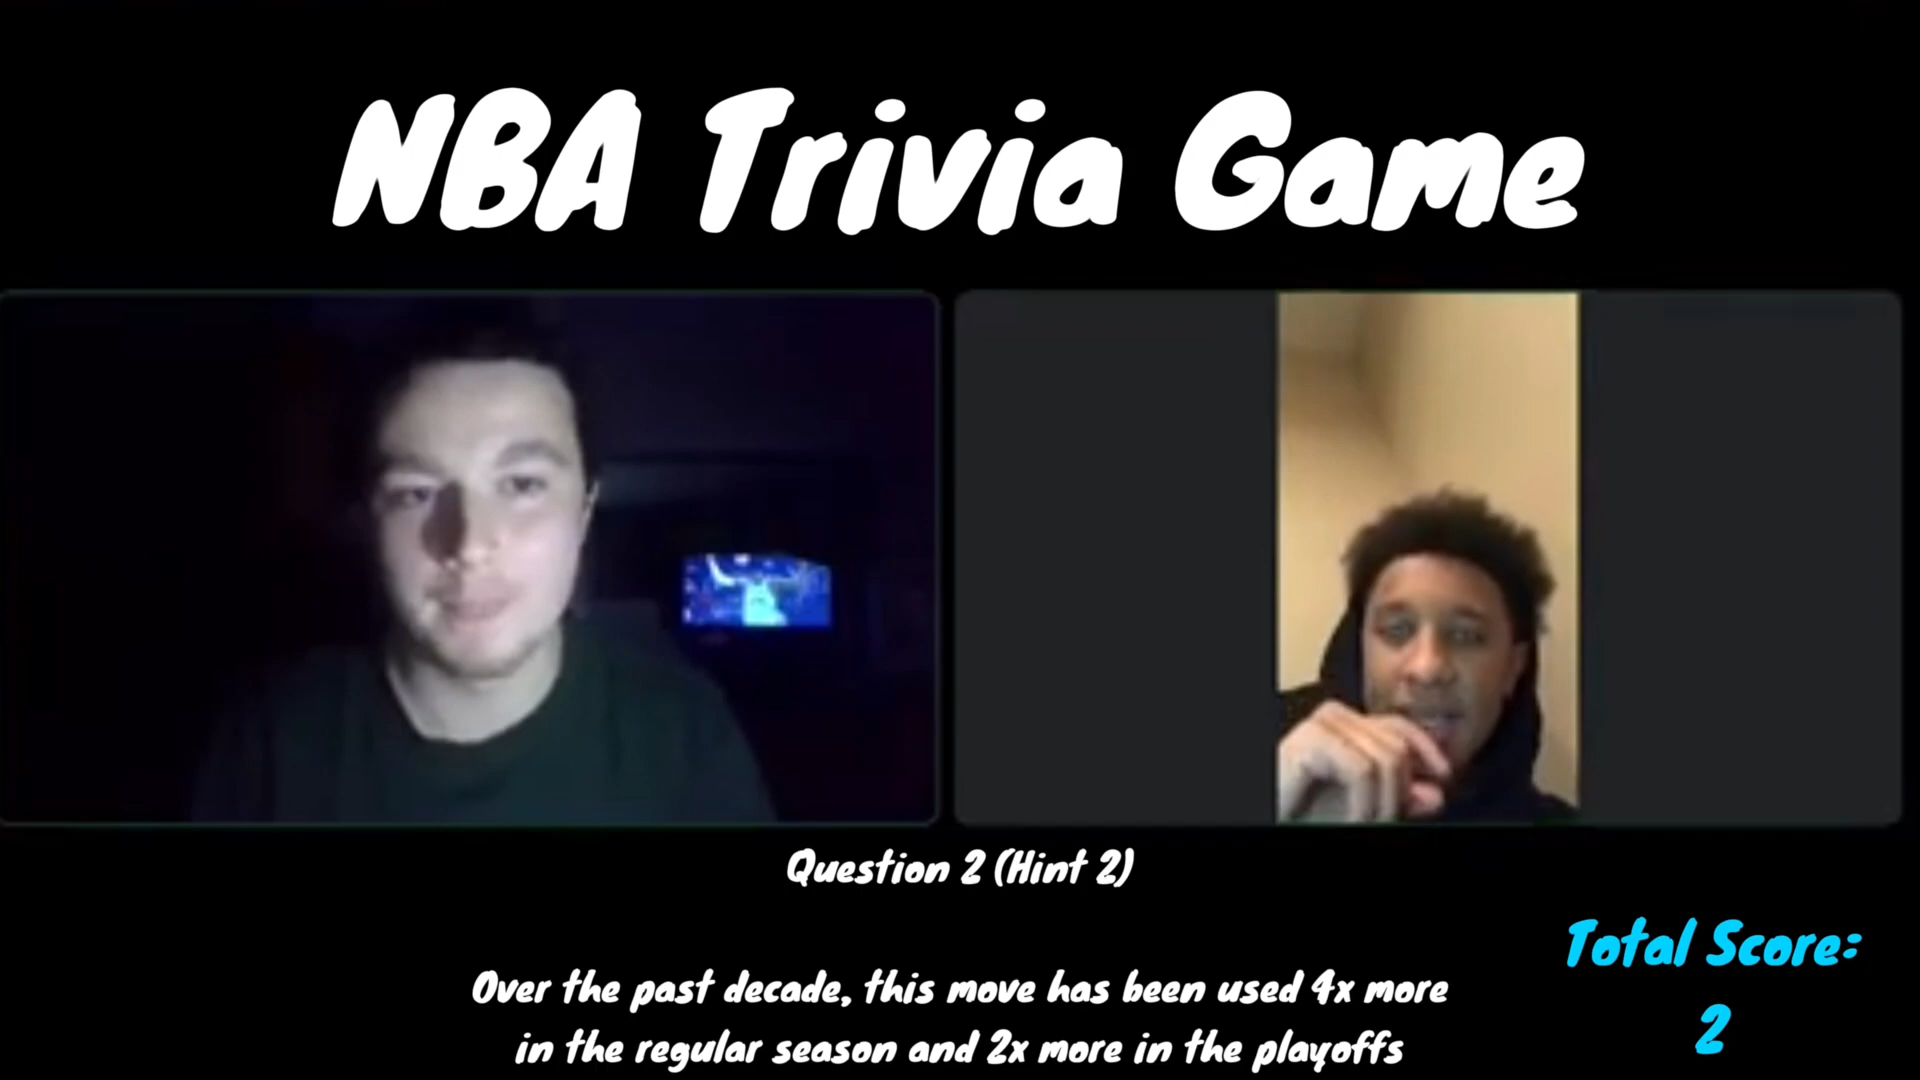 NBA Trivia Game
Question 2 (Hint 2)
Over the past decade, this move has been used 4x more
in the regular season and 2x more in the playoffs
Total Score:
2